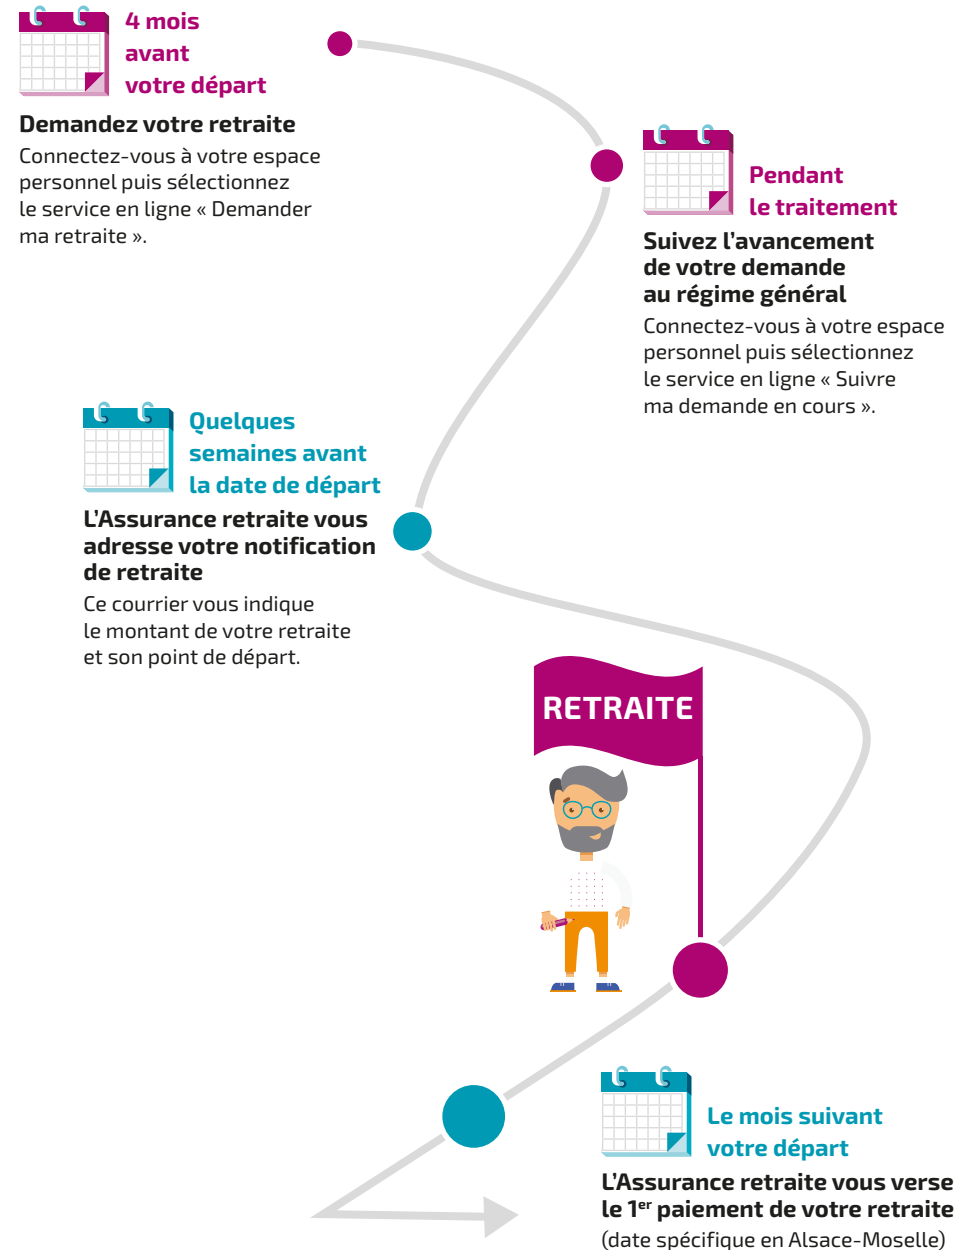 4 mois
avant
votre départ
Demandez votre retraite
Connectez-vous à votre espace
personnel puis sélectionnez
le service en ligne « Demander
ma retraite ».
Pendant
le traitement
Suivez l’avancement
de votre demande
au régime général
Connectez-vous à votre espace
personnel puis sélectionnez
le service en ligne « Suivre
ma demande en cours ».
Quelques
semaines avant
la date de départ
L’Assurance retraite vous
adresse votre notification
de retraite
Ce courrier vous indique
le montant de votre retraite
et son point de départ.
RETRAITE
Le mois suivant
votre départ
L’Assurance retraite vous verse
le 1er paiement de votre retraite
(date spécifique en Alsace-Moselle)